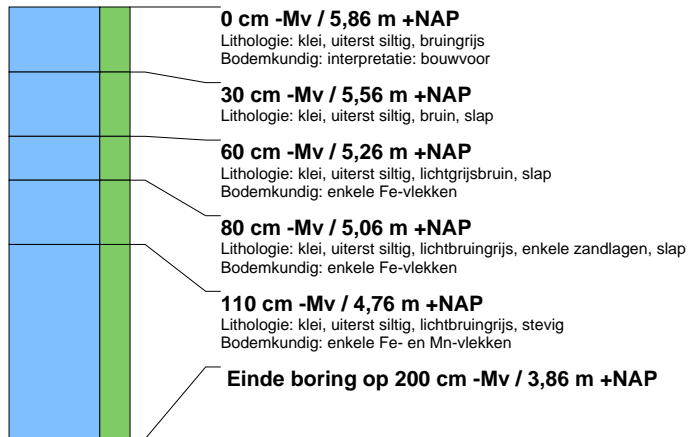 0 cm -Mv / 5,86 m +NAP
Lithologie: klei, uiterst siltig, bruingrijs
Bodemkundig: interpretatie: bouwvoor
30 cm -Mv / 5,56 m +NAP
Lithologie: klei, uiterst siltig, bruin, slap
60 cm -Mv / 5,26 m +NAP
Lithologie: klei, uiterst siltig, lichtgrijsbruin, slap
Bodemkundig: enkele Fe-vlekken
80 cm -Mv / 5,06 m +NAP
Lithologie: klei, uiterst siltig, lichtbruingrijs, enkele zandlagen, slap
Bodemkundig: enkele Fe-vlekken
110 cm -Mv / 4,76 m +NAP
Lithologie: klei, uiterst siltig, lichtbruingrijs, stevig
Bodemkundig: enkele Fe- en Mn-vlekken
Einde boring op 200 cm -Mv / 3,86 m +NAP